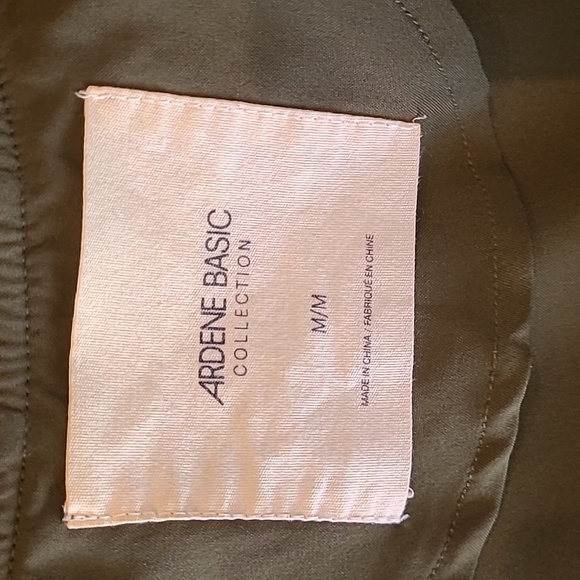 ARDENE BASIC
COLLECTION
M/M
MADE IN CHINA / FABRIQUÉ EN CHINE